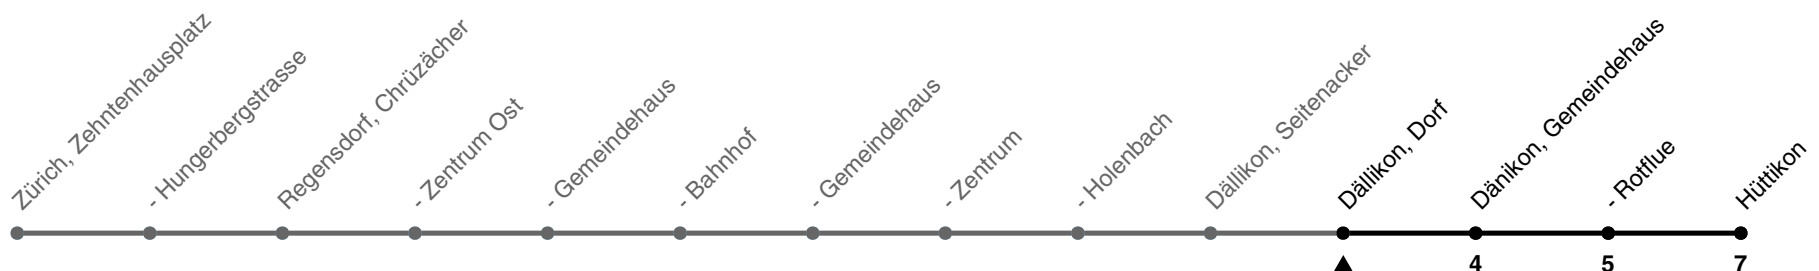 Zürich, Zehntenhausplatz
- Hungerbergstrasse
Regensdorf, Chrüzächer
- Zentrum Ost
- Gemeindehaus
- Bahnhof
- Gemeindehaus
- Zentrum
- Holenbach
Dällikon, Seitenacker
Dällikon, Dorf
Dänikon, Gemeindehaus
- Rotflue
Hüttikon
4 5 7